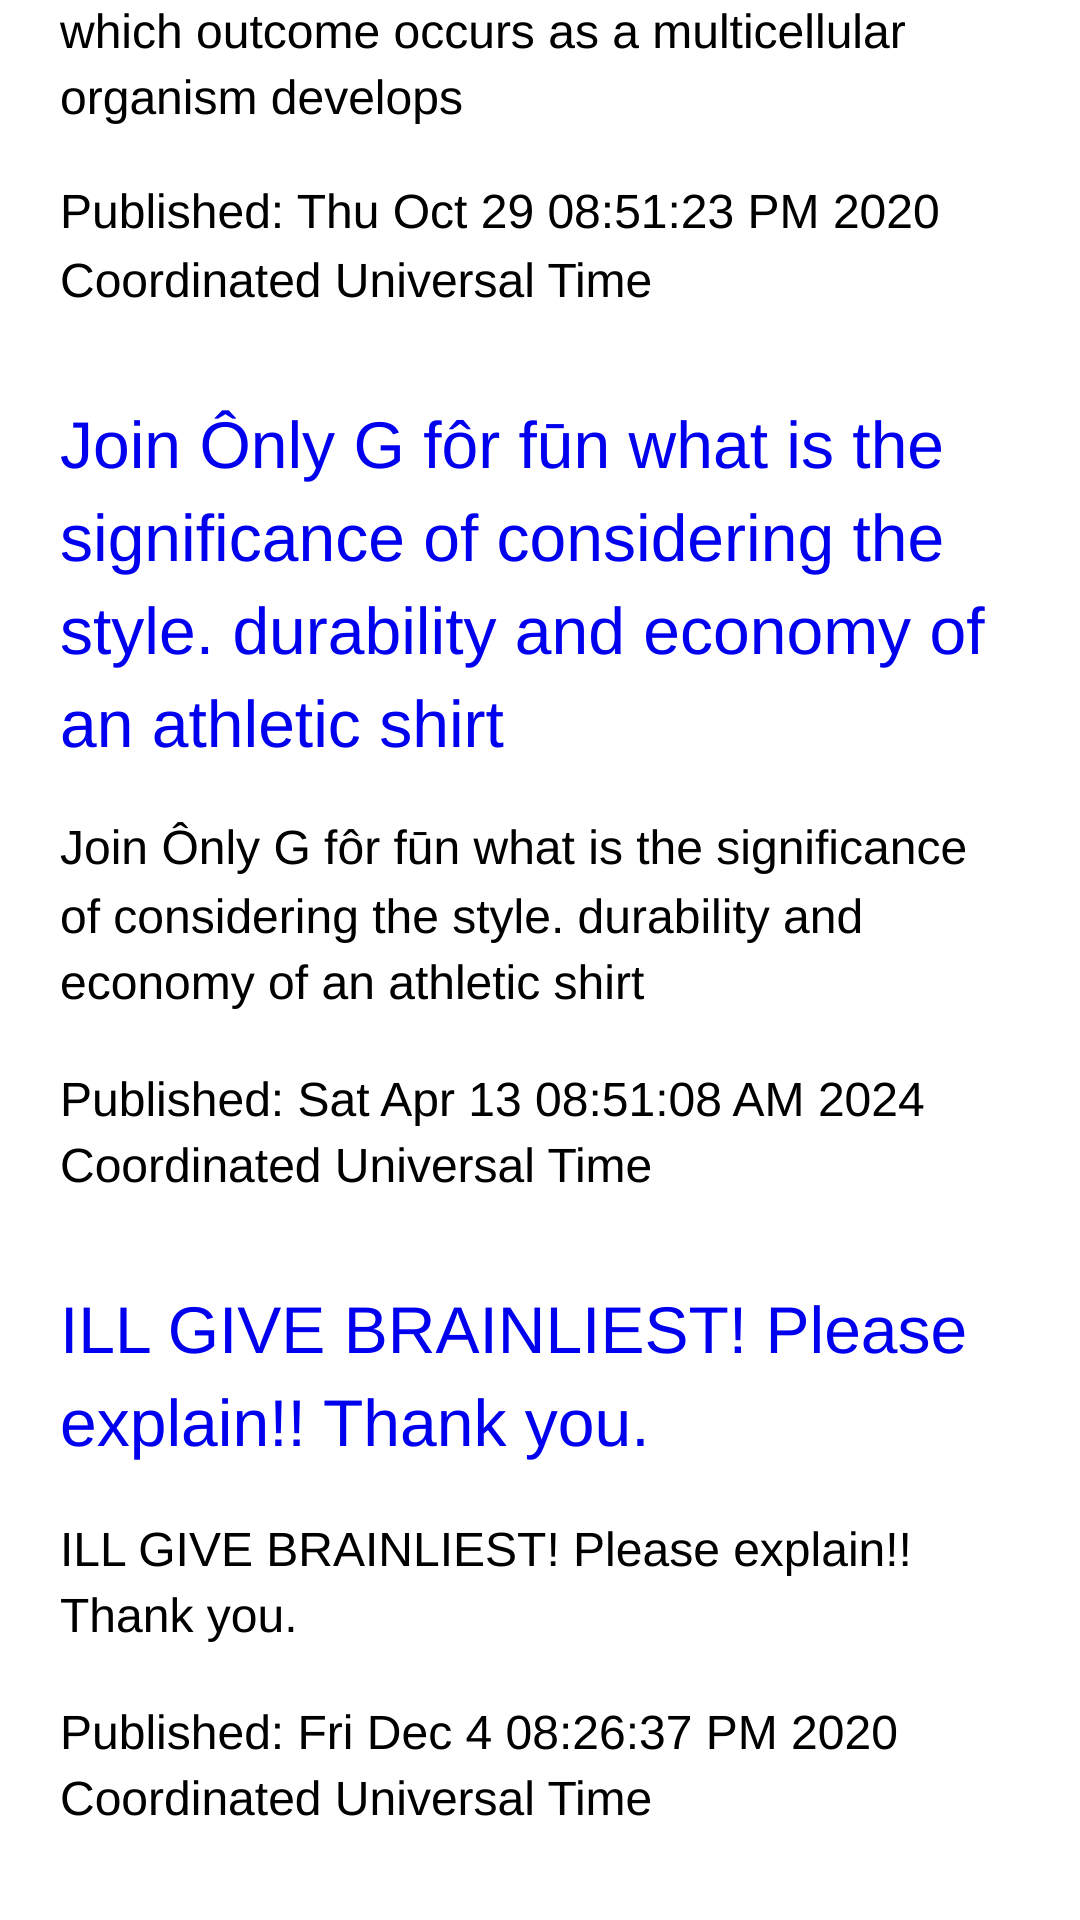 which outcome occurs as a multicellular
organism develops
Published: Thu Oct 29 08:51:23 PM 2020
Coordinated Universal Time
Join Ônly G fôr fūn what is the
significance of considering the
style. durability and economy of
an athletic shirt
Join Ônly G fôr fūn what is the significance
of considering the style. durability and
economy of an athletic shirt
Published: Sat Apr 13 08:51:08 AM 2024
Coordinated Universal Time
ILL GIVE BRAINLIEST! Please
explain!! Thank you.
ILL GIVE BRAINLIEST! Please explain!!
Thank you.
Published: Fri Dec 4 08:26:37 PM 2020
Coordinated Universal Time